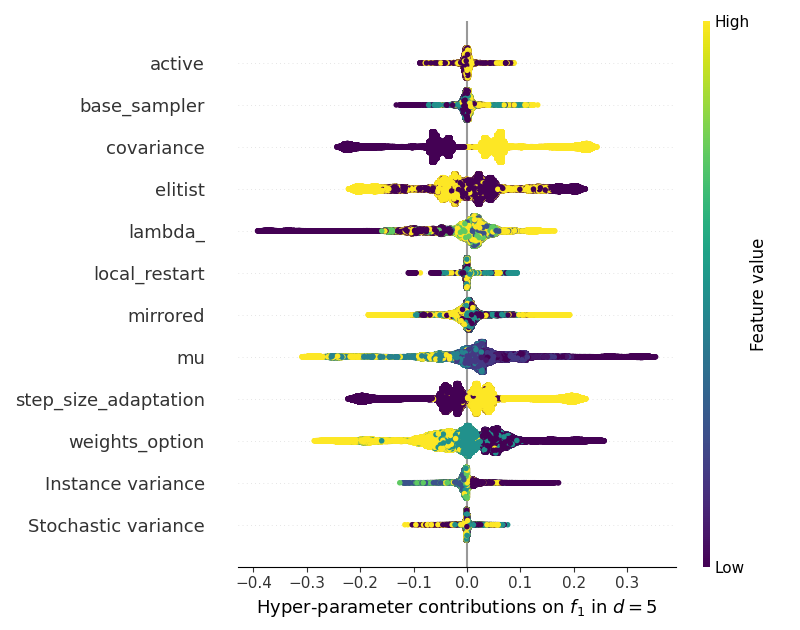 active
base_sampler
covariance
elitist
lambda_
local_restart
mirrored
mu
step_size_adaptation
weights_option
Instance variance
Stochastic variance
−0.4 −0.3 −0.2 −0.1 0.0 0.1 0.2 0.3
Hyper-parameter contributions on f₁ in d = 5
High
Feature value
Low